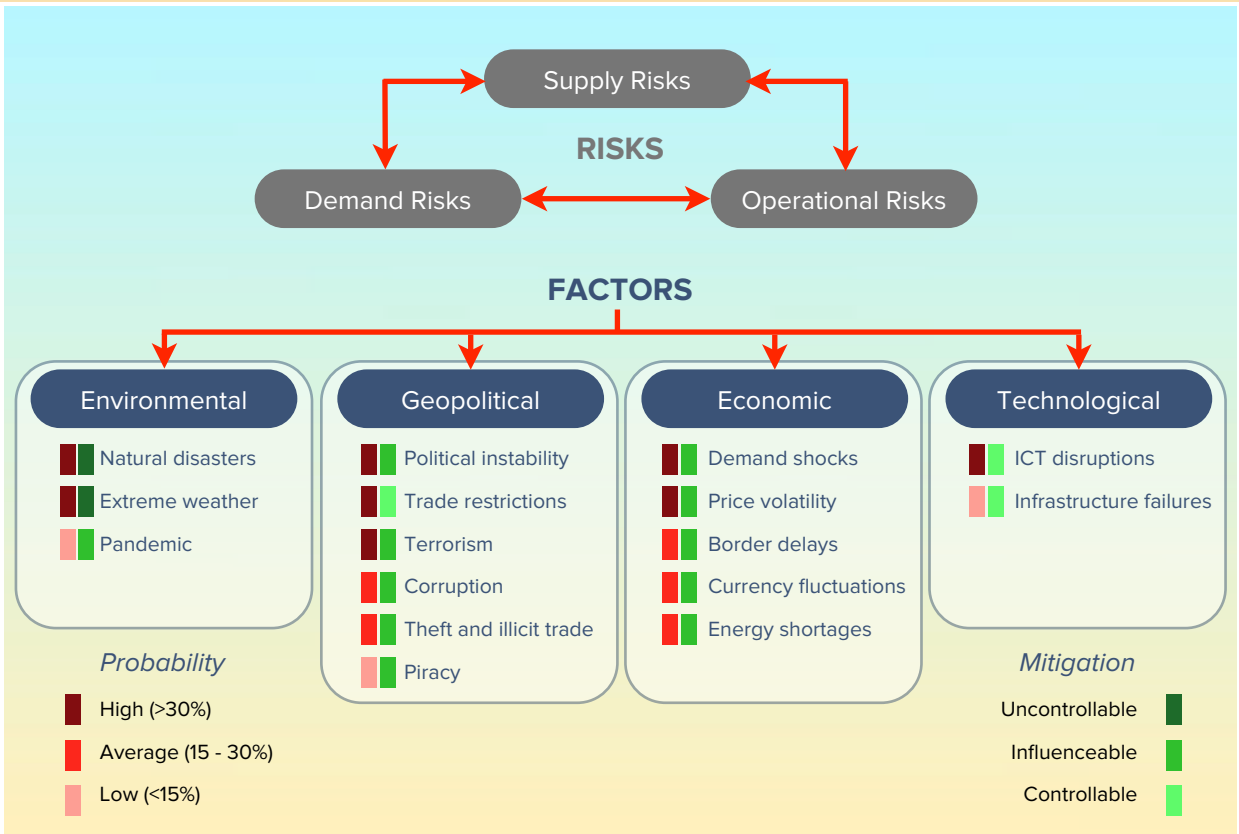 Supply Risks
RISKS
Demand Risks
Operational Risks
FACTORS
Environmental
Natural disasters
Extreme weather
Pandemic
Geopolitical
Political instability
Trade restrictions
Terrorism
Corruption
Theft and illicit trade
Piracy
Economic
Demand shocks
Price volatility
Border delays
Currency fluctuations
Energy shortages
Technological
ICT disruptions
Infrastructure failures
Probability
High (>30%)
Average (15 - 30%)
Low (<15%)
Mitigation
Uncontrollable
Influenceable
Controllable